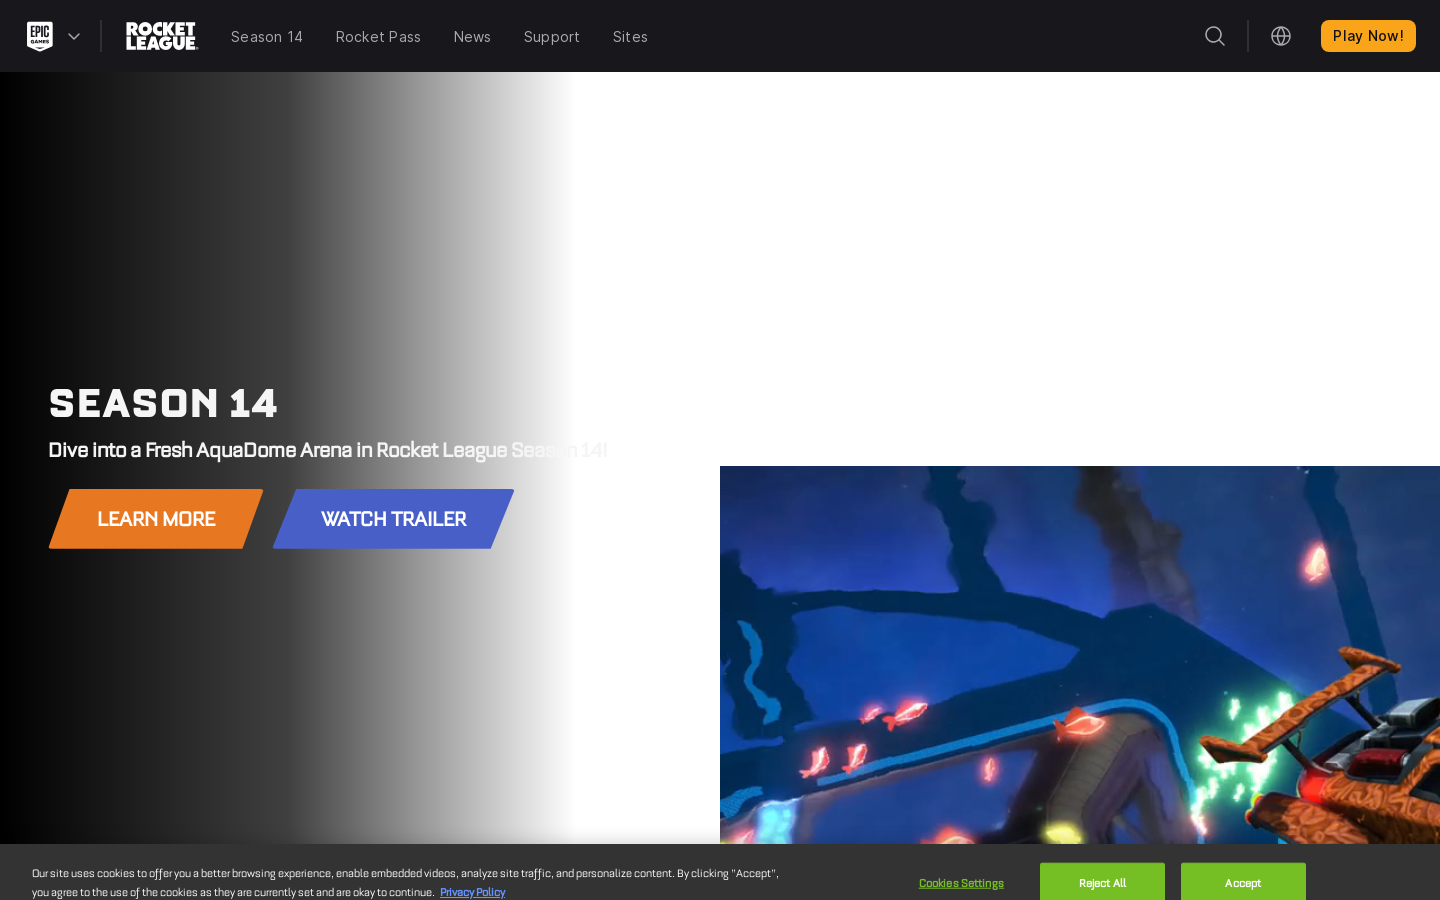 EPIC
GAMES
ROCKET
LEAGUE
Season 14
Rocket Pass
News
Support
Sites
Play Now!
SEASON 14
Dive into a Fresh AquaDome Arena in Rocket League Season 14!
LEARN MORE
WATCH TRAILER
Our site uses cookies to offer you a better browsing experience, enable embedded videos, analyze site traffic, and personalize content. By clicking "Accept",
you agree to the use of the cookies as they are currently set and are okay to continue. Privacy Policy
Cookies Settings
Reject All
Accept